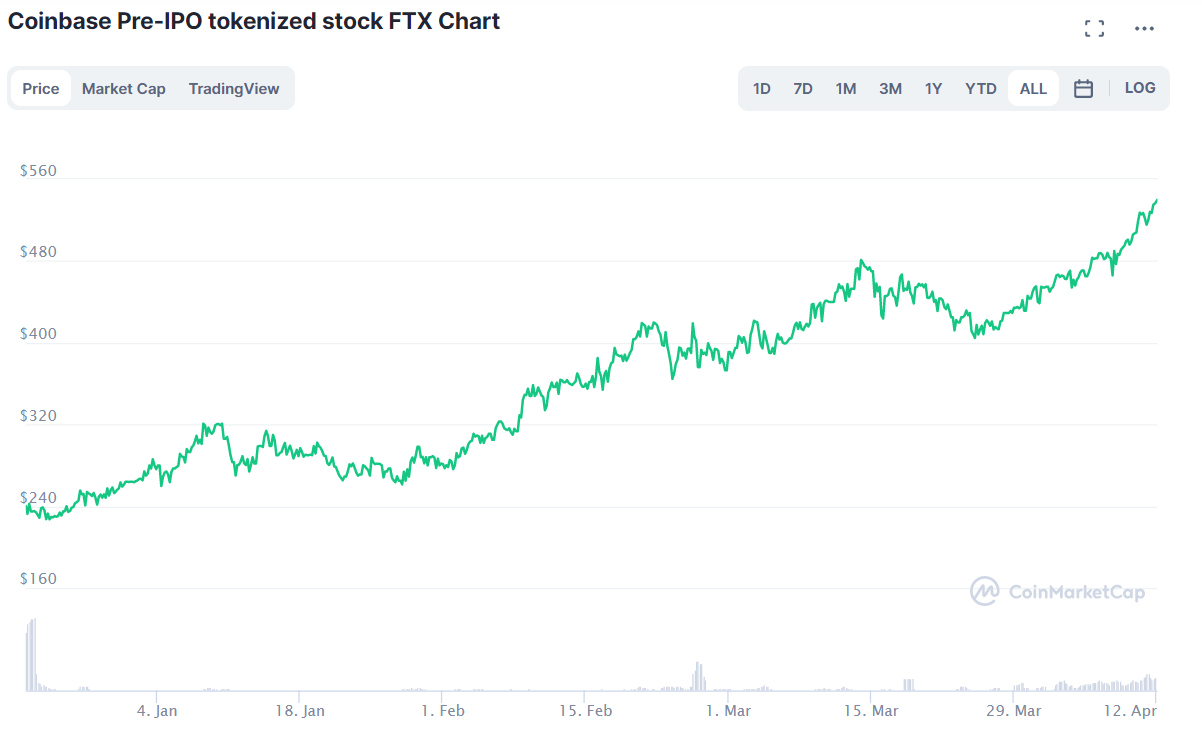 Coinbase Pre-IPO tokenized stock FTX Chart
Price Market Cap TradingView
1D 7D 1M 3M 1Y YTD ALL LOG
$560
$480
$400
$320
$240
$160
CoinMarketCap
4. Jan 18. Jan 1. Feb 15. Feb 1. Mar 15. Mar 29. Mar 12. Apr